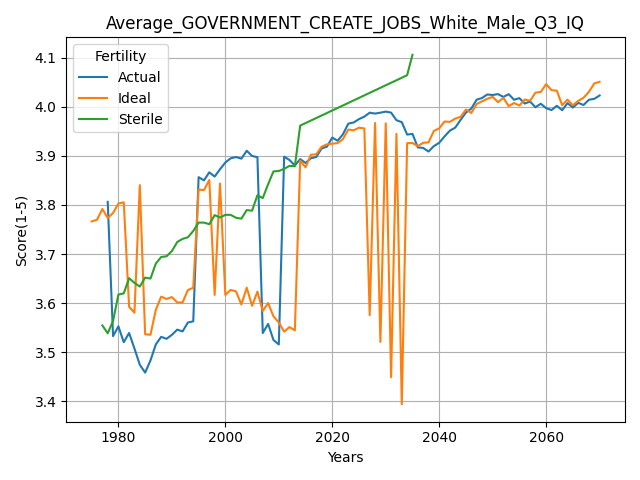 Average_GOVERNMENT_CREATE_JOBS_White_Male_Q3_IQ
Fertility
Actual
Ideal
Sterile
4.1
4.0
3.9
3.8
3.7
3.6
3.5
3.4
Score(1-5)
1980 2000 2020 2040 2060
Years